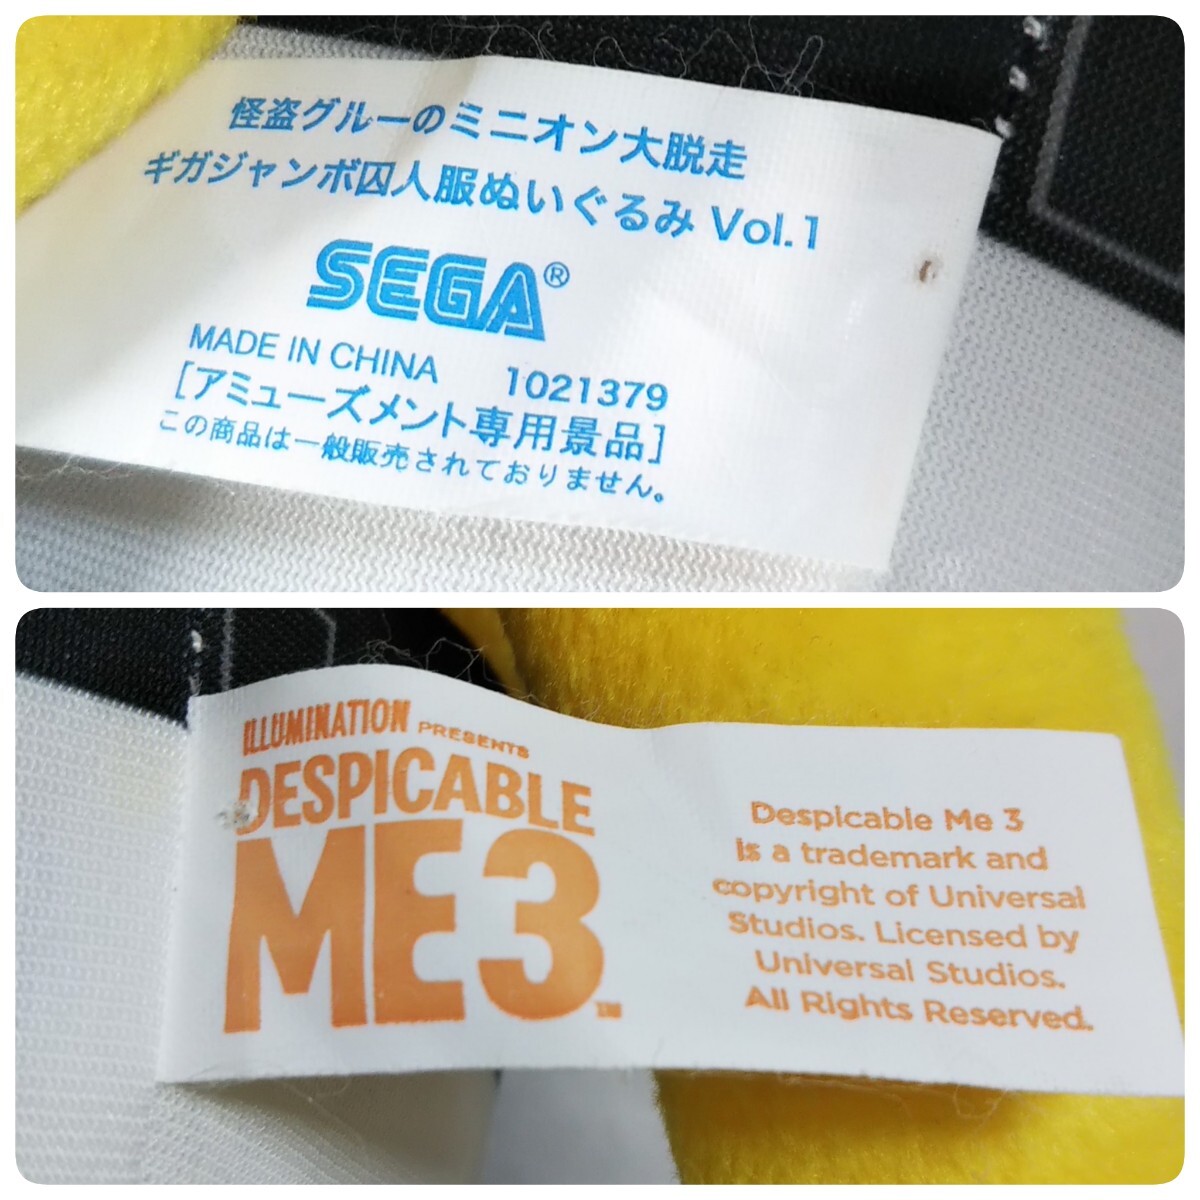 怪盗グルーのミニオン大脱走
ギガジャンボ囚人服ぬいぐるみ Vol.1
SEGA®
MADE IN CHINA 1021379
[アミューズメント専用景品]
この商品は一般販売されておりません。
ILLUMINATION PRESENTS
DESPICABLE
ME 3™
Despicable Me 3
is a trademark and
copyright of Universal
Studios. Licensed by
Universal Studios.
All Rights Reserved.